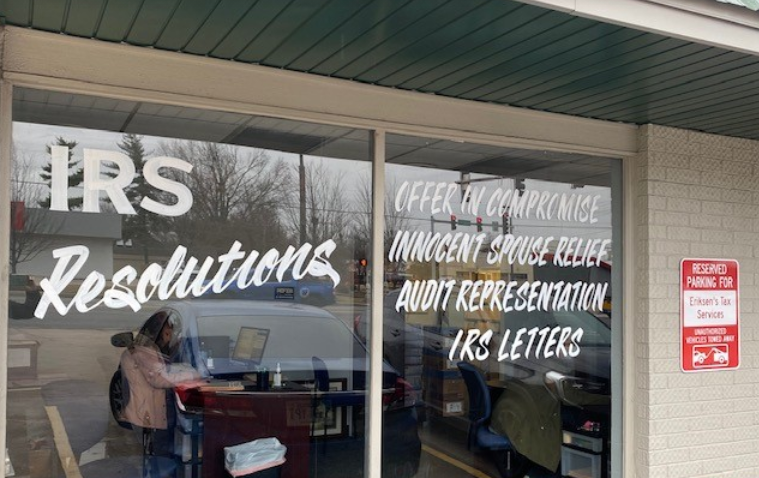 IRS
Resolutions
OFFER IN COMPROMISE
INNOCENT SPOUSE RELIEF
AUDIT REPRESENTATION
IRS LETTERS
RESERVED
PARKING FOR
Eriksen's Tax
Services
UNAUTHORIZED
VEHICLES TOWED AWAY